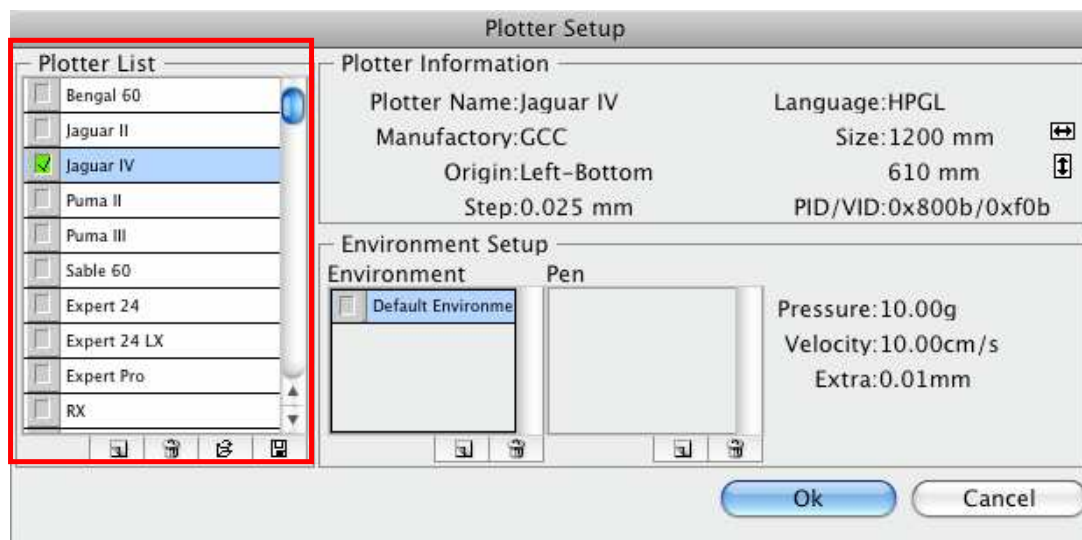 Plotter Setup
Plotter List
Bengal 60
Jaguar II
Jaguar IV
Puma II
Puma III
Sable 60
Expert 24
Expert 24 LX
Expert Pro
RX
Plotter Information
Plotter Name:Jaguar IV
Language:HPGL
Manufactory:GCC
Size:1200 mm
Origin:Left-Bottom
610 mm
Step:0.025 mm
PID/VID:0x800b/0xf0b
Environment Setup
Environment
Pen
Default Environme
Pressure:10.00g
Velocity:10.00cm/s
Extra:0.01mm
Ok
Cancel